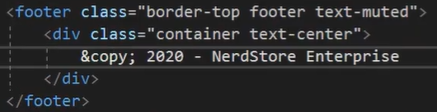 <footer class="border-top footer text-muted">
<div class="container text-center">
&copy; 2020 - NerdStore Enterprise
</div>
</footer>